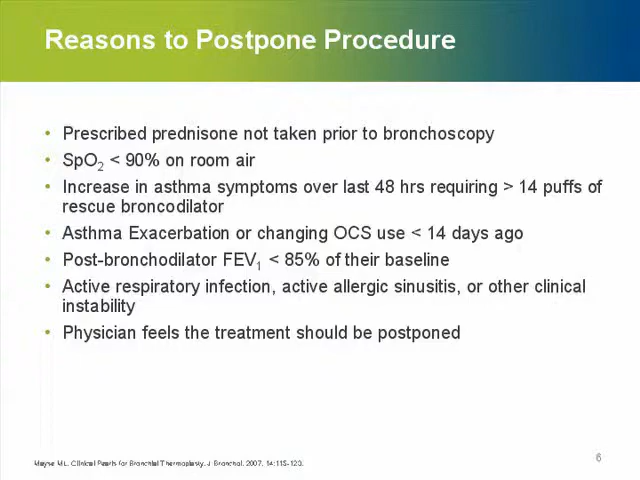 Reasons to Postpone Procedure
• Prescribed prednisone not taken prior to bronchoscopy
• SpO2 < 90% on room air
• Increase in asthma symptoms over last 48 hrs requiring > 14 puffs of
rescue broncodilator
• Asthma Exacerbation or changing OCS use < 14 days ago
• Post-bronchodilator FEV1 < 85% of their baseline
• Active respiratory infection, active allergic sinusitis, or other clinical
instability
• Physician feels the treatment should be postponed
Mayse ML. Clinical Pearls for Bronchial Thermoplasty. J Bronchol. 2007. 14:115-123.
6